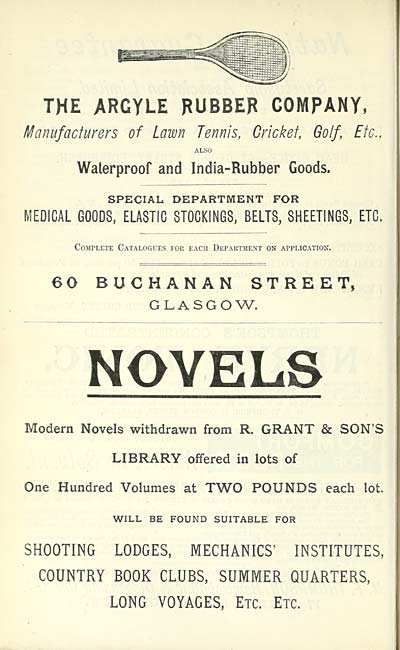 THE ARGYLE RUBBER COMPANY,
Manufacturers of Lawn Tennis, Cricket, Golf, Etc.,
ALSO
Waterproof and India-Rubber Goods.
SPECIAL DEPARTMENT FOR
MEDICAL GOODS, ELASTIC STOCKINGS, BELTS, SHEETINGS, ETC.
COMPLETE CATALOGUES FOR EACH DEPARTMENT ON APPLICATION.
60 BUCHANAN STREET,
GLASGOW.
NOVELS
Modern Novels withdrawn from R. GRANT & SON'S
LIBRARY offered in lots of
One Hundred Volumes at TWO POUNDS each lot.
WILL BE FOUND SUITABLE FOR
SHOOTING LODGES, MECHANICS' INSTITUTES,
COUNTRY BOOK CLUBS, SUMMER QUARTERS,
LONG VOYAGES, ETC. ETC.